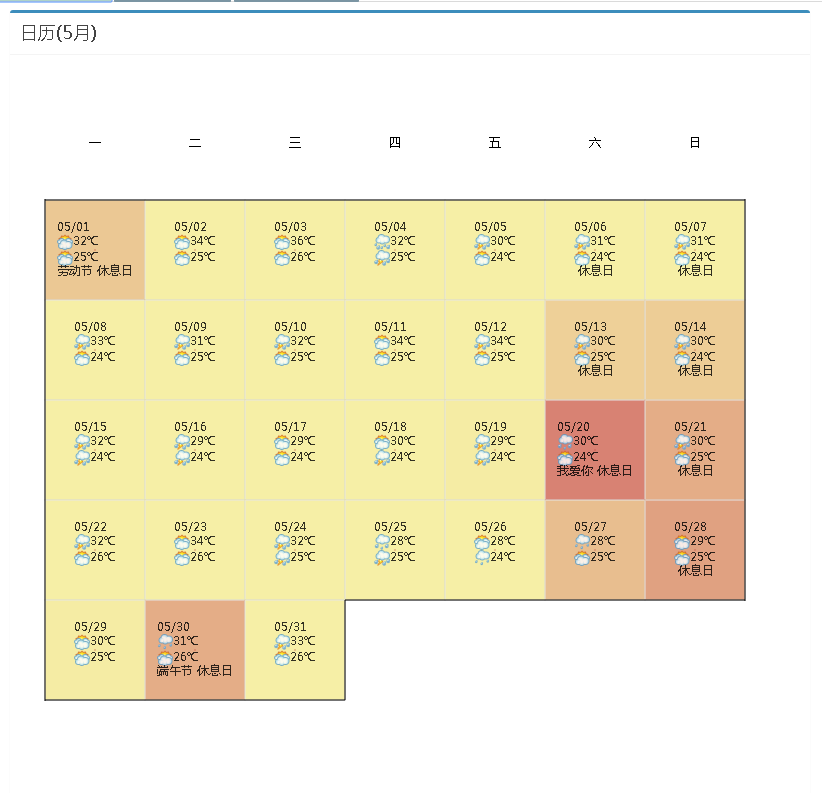 日历(5月)
一 二 三 四 五 六 日
05/01 05/02 05/03 05/04 05/05 05/06 05/07
32℃ 34℃ 36℃ 32℃ 30℃ 31℃ 31℃
25℃ 25℃ 26℃ 25℃ 24℃ 24℃ 24℃
劳动节 休息日 休息日 休息日
05/08 05/09 05/10 05/11 05/12 05/13 05/14
33℃ 31℃ 32℃ 34℃ 34℃ 30℃ 30℃
24℃ 25℃ 25℃ 25℃ 25℃ 25℃ 24℃
休息日 休息日
05/15 05/16 05/17 05/18 05/19 05/20 05/21
32℃ 29℃ 29℃ 30℃ 29℃ 30℃ 30℃
24℃ 24℃ 24℃ 24℃ 24℃ 24℃ 25℃
我爱你 休息日 休息日
05/22 05/23 05/24 05/25 05/26 05/27 05/28
32℃ 34℃ 32℃ 28℃ 28℃ 28℃ 29℃
26℃ 26℃ 25℃ 25℃ 24℃ 25℃ 25℃
休息日
05/29 05/30 05/31
30℃ 31℃ 33℃
25℃ 26℃ 26℃
端午节 休息日